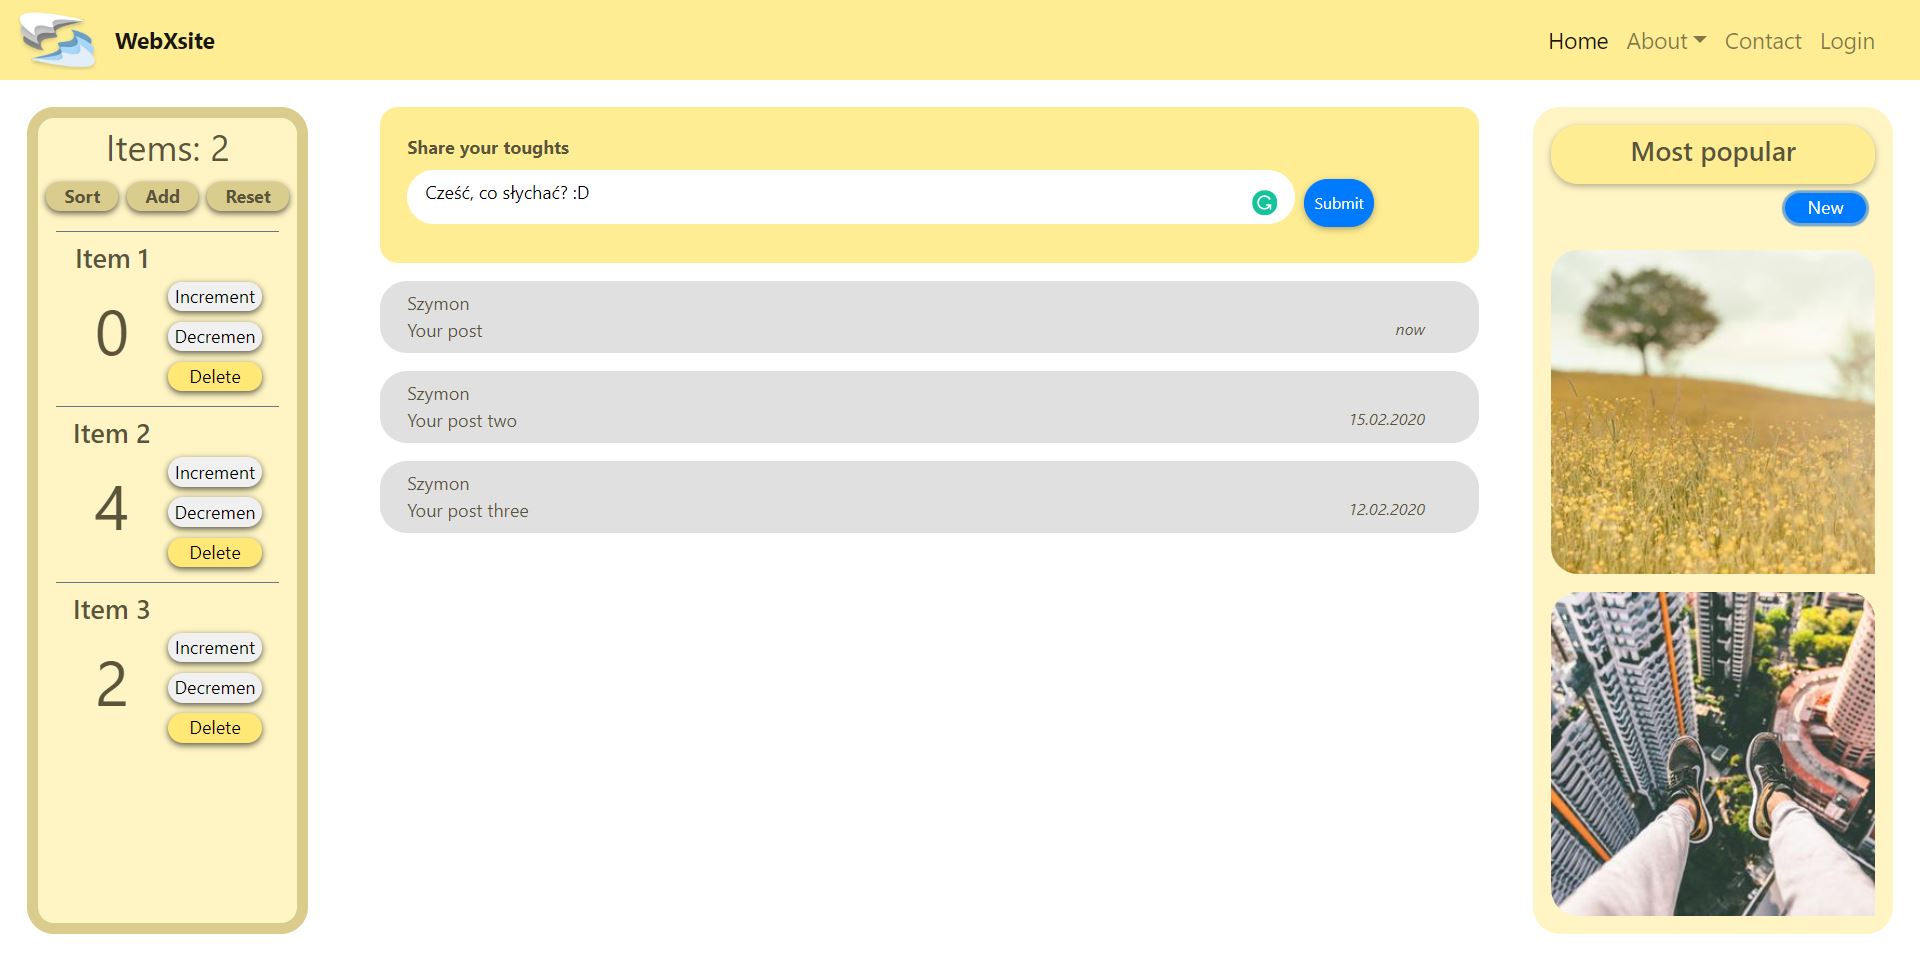 WebXsite
Home About Contact Login
Items: 2
Sort Add Reset
Item 1
0
Increment
Decremen
Delete
Item 2
4
Increment
Decremen
Delete
Item 3
2
Increment
Decremen
Delete
Share your toughts
Cześć, co słychać? :D
Submit
Szymon
Your post now
Szymon
Your post two 15.02.2020
Szymon
Your post three 12.02.2020
Most popular
New